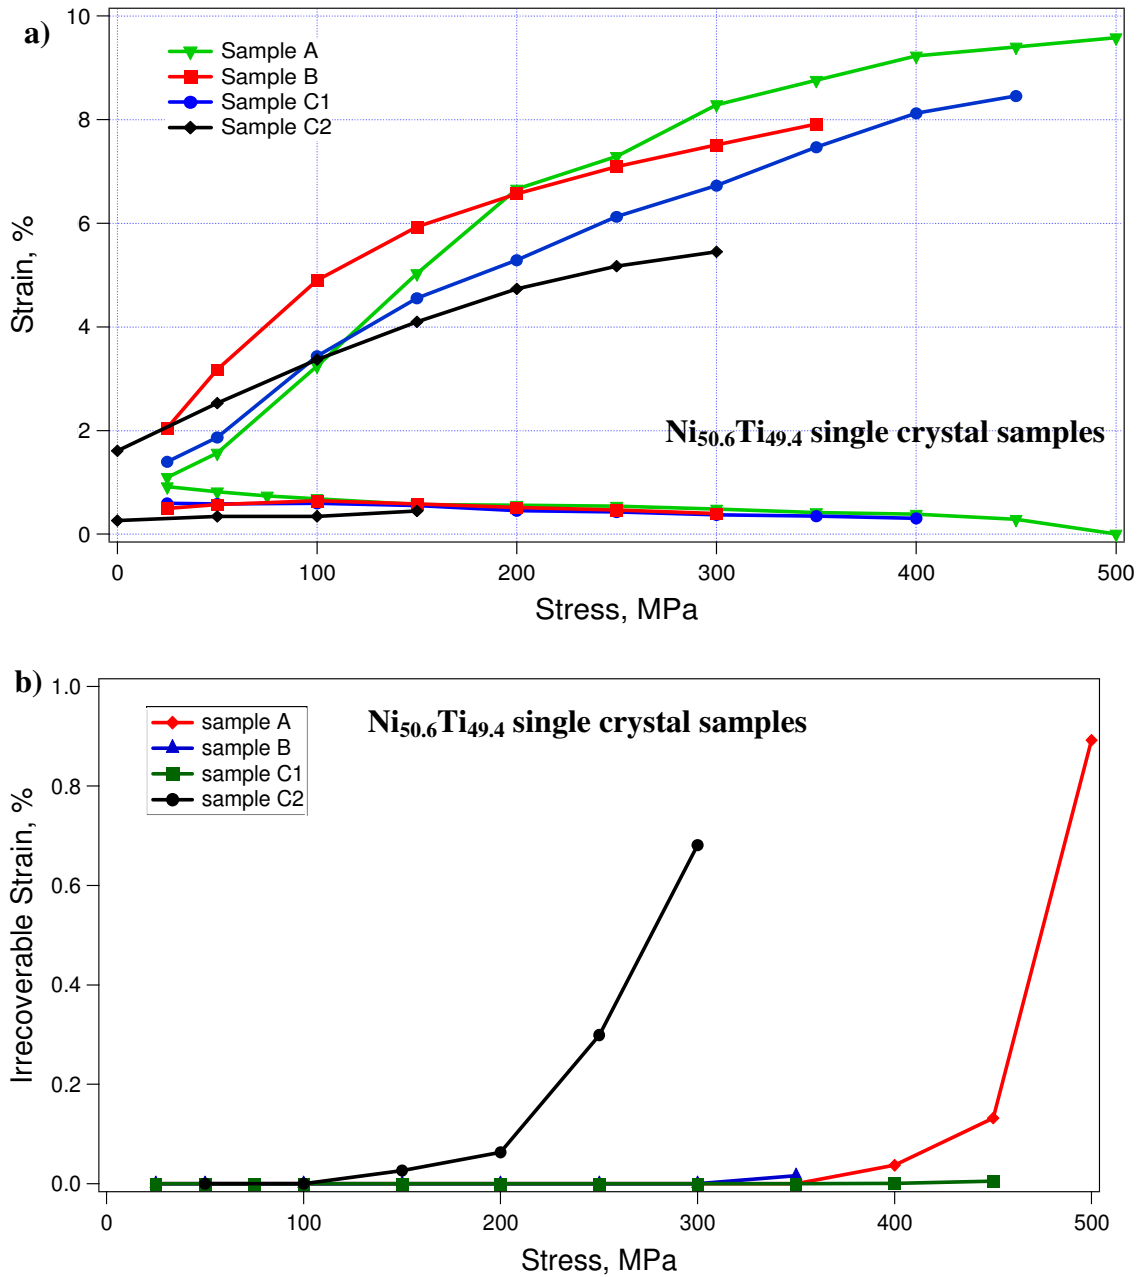 a)
10
8
6
4
2
0
Strain, %
Sample A
Sample B
Sample C1
Sample C2
Ni50.6Ti49.4 single crystal samples
0 100 200 300 400 500
Stress, MPa
b)
1.0
0.8
0.6
0.4
0.2
0.0
Irrecoverable Strain, %
sample A
sample B
sample C1
sample C2
Ni50.6Ti49.4 single crystal samples
0 100 200 300 400 500
Stress, MPa